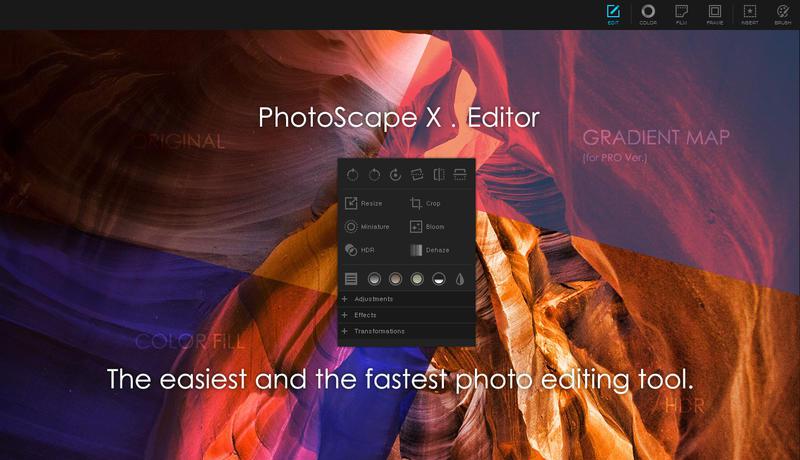 EDIT COLOR FILM FRAME INSERT BRUSH
PhotoScape X . Editor
ORIGINAL
GRADIENT MAP
(for PRO Ver.)
Resize Crop
Miniature Bloom
HDR Dehaze
+ Adjustments
+ Effects
+ Transformations
COLOR FILL
The easiest and the fastest photo editing tool.
HDR